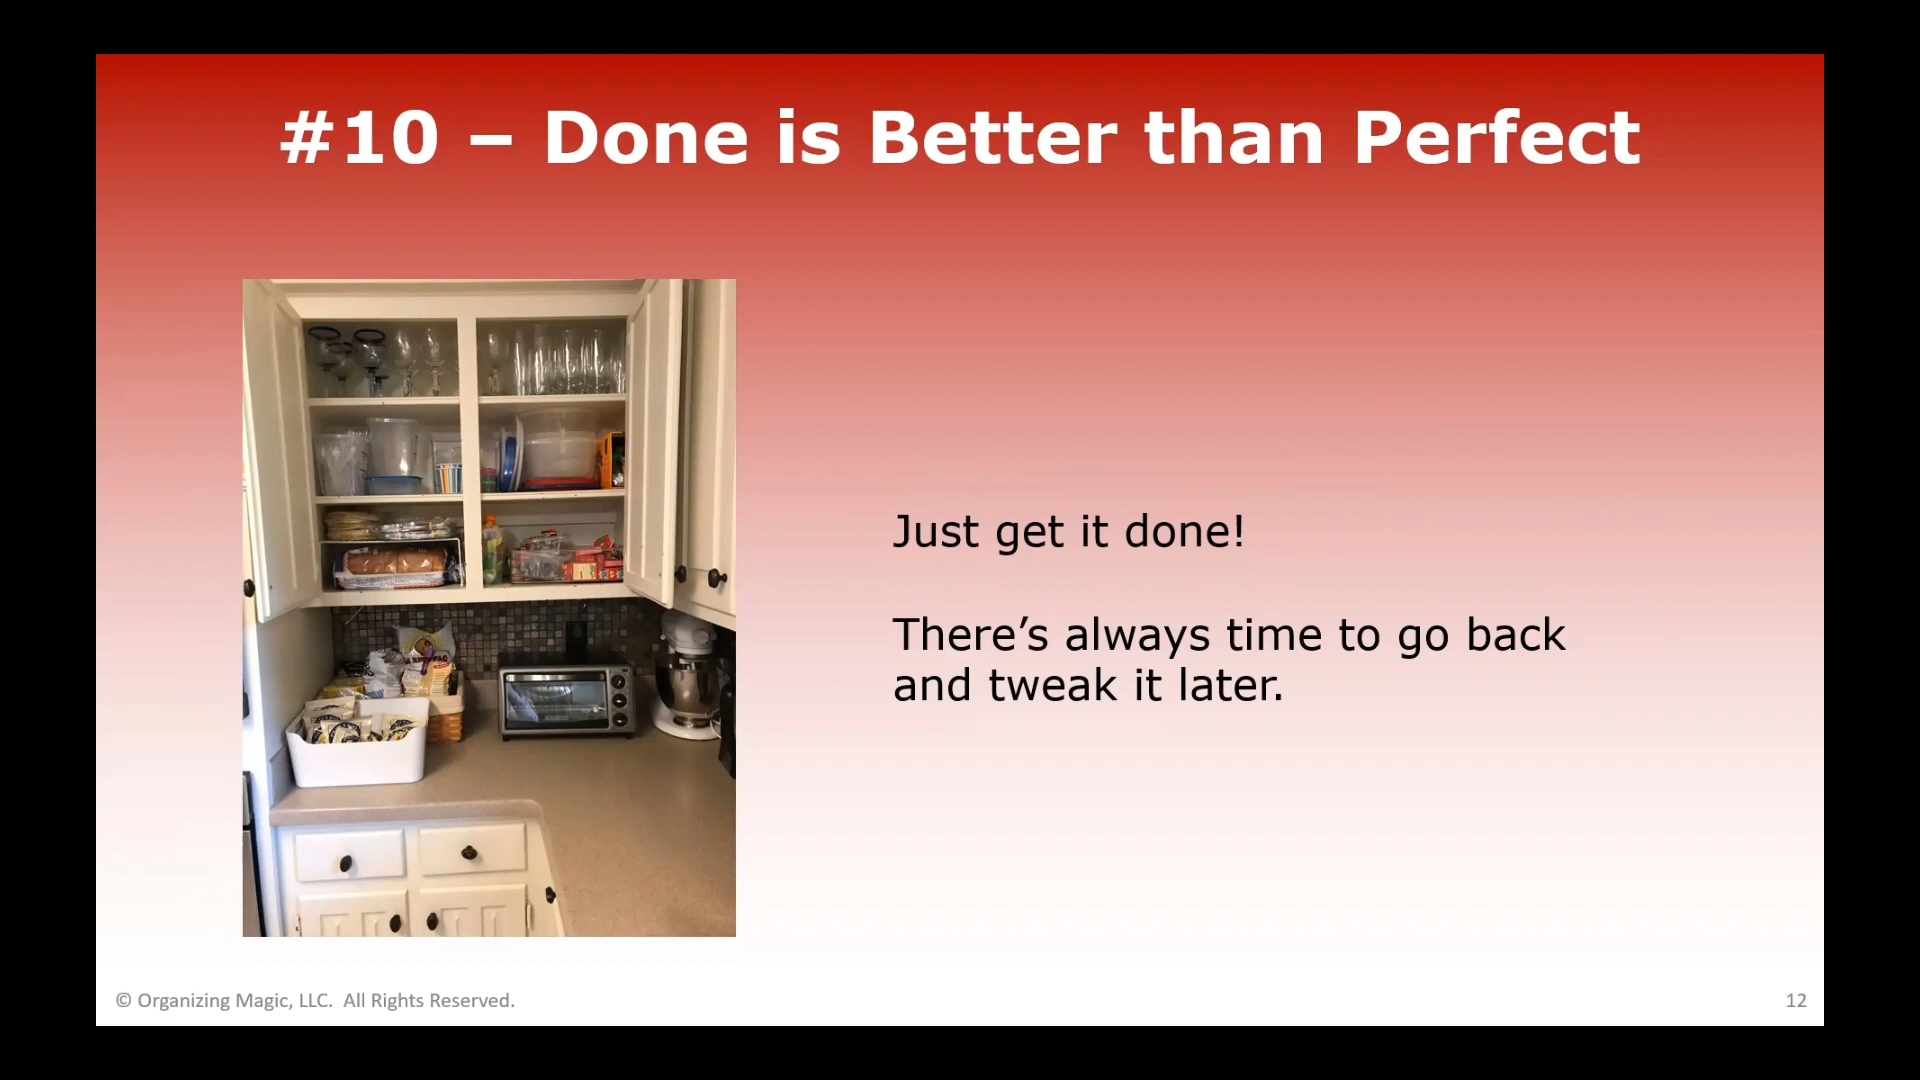 #10 – Done is Better than Perfect
Just get it done!
There’s always time to go back
and tweak it later.
© Organizing Magic, LLC.  All Rights Reserved.
12